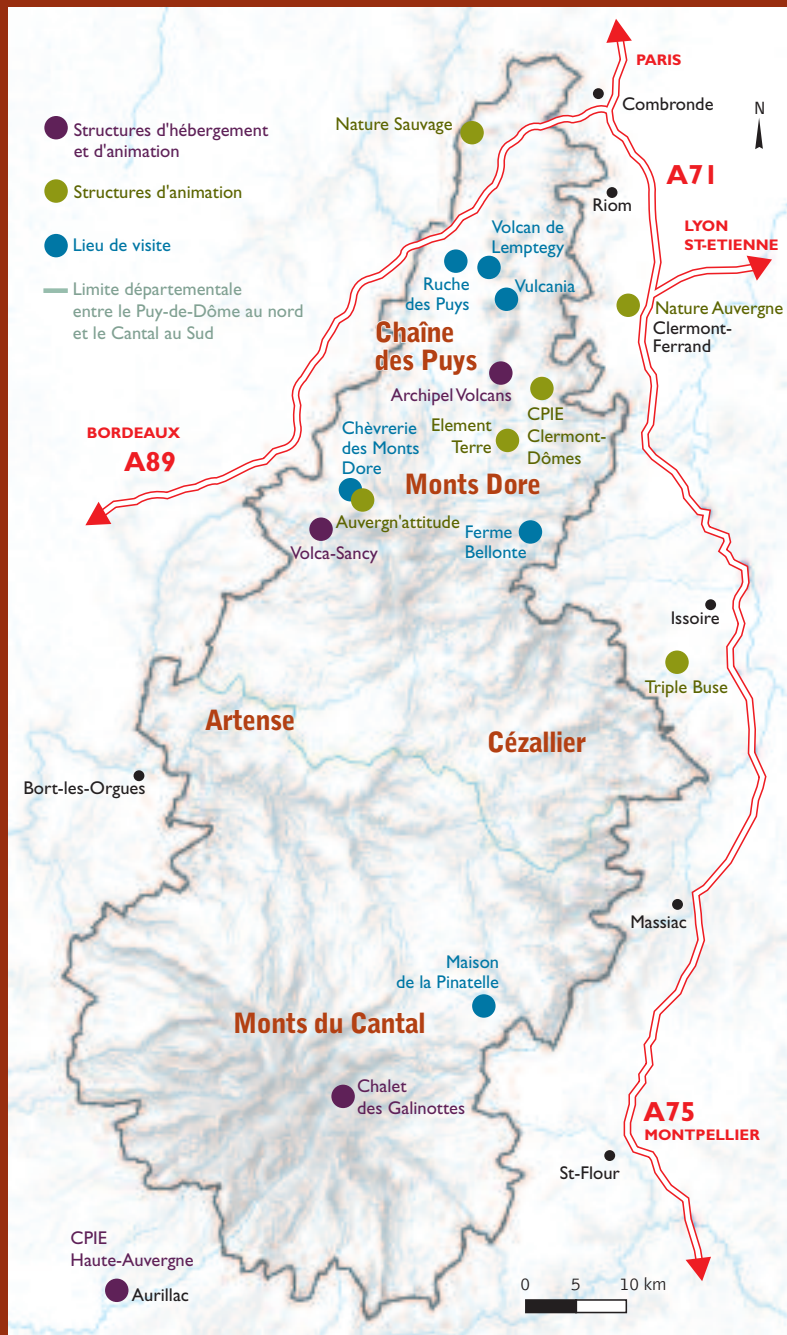 PARIS
Combronde
N
Structures d'hébergement
et d'animation
Nature Sauvage
A71
Structures d'animation
Riom
Lieu de visite
Volcan de
Lemptegy
LYON
ST-ETIENNE
Ruche
des Puys
Vulcania
Limite départementale
entre le Puy-de-Dôme au nord
et le Cantal au Sud
Nature Auvergne
Clermont-
Ferrand
Chaîne
des Puys
Archipel Volcans
CPIE
Clermont-
Dômes
Element
Terre
Chèvrerie
des Monts
Dore
BORDEAUX
A89
Monts Dore
Auvergn'attitude
Volca-Sancy
Ferme
Bellonte
Issoire
Triple Buse
Artense
Cézallier
Bort-les-Orgues
Massiac
Maison
de la Pinatelle
Monts du Cantal
Chalet
des Galinottes
A75
MONTPELLIER
St-Flour
CPIE
Haute-Auvergne
Aurillac
0 5 10 km